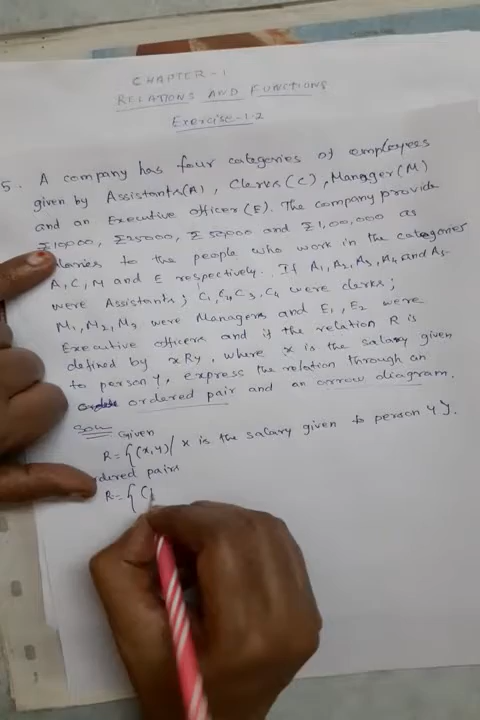 CHAPTER-1
RELATIONS AND FUNCTIONS
Exercise-1.2
5. A company has four categories of employees
given by Assistants(A), Clerks(C), Manager(M)
and an Executive officer(E). The company provide
₹10000, ₹25000, ₹50000 and ₹1,00,000 as
salaries to the people who work in the categories
A, C, M and E respectively. If A1, A2, A3, A4 and A5
were Assistants; C1, C2, C3, C4 were clerks;
M1, M2, M3 were Managers and E1, E2 were
Executive officers and if the relation R is
defined by xRy, where x is the salary given
to person y, express the relation through an
ordered pair and an arrow diagram.
Soln Given
R={(x,y)/ x is the salary given to person y}.
dered pairs
R={(1